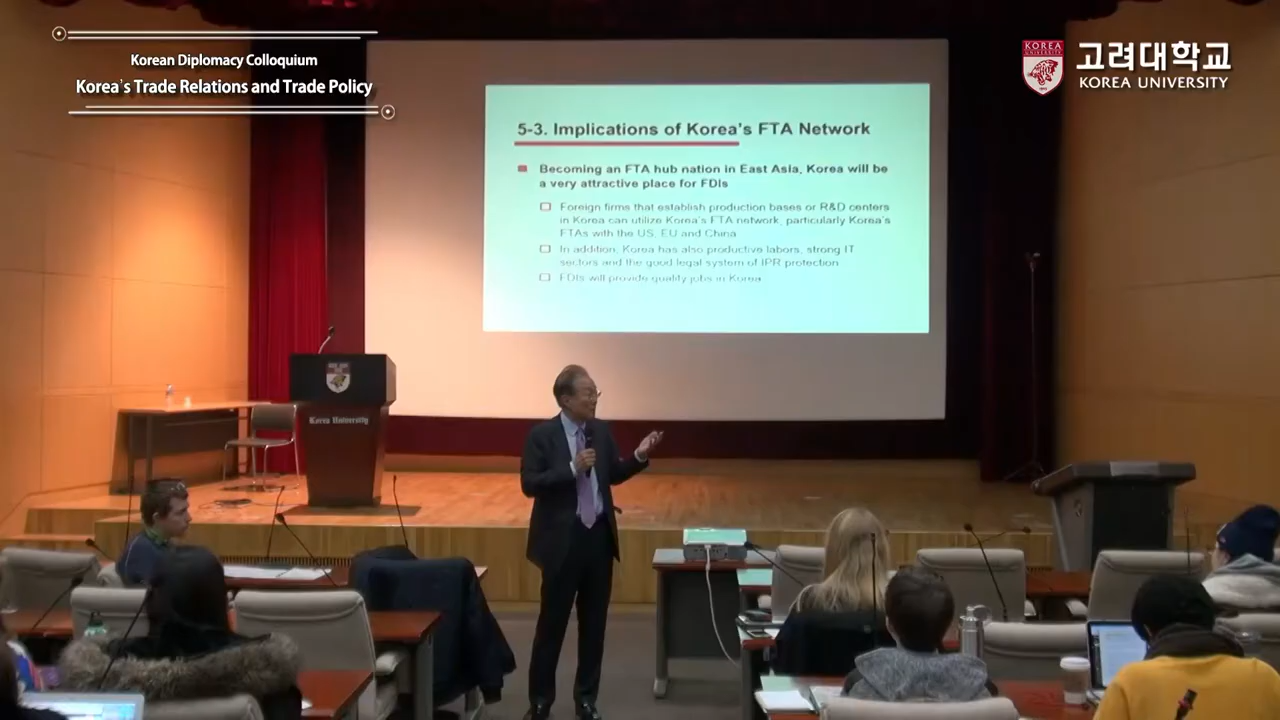 Korean Diplomacy Colloquium
Korea's Trade Relations and Trade Policy
KOREA
고려대학교
KOREA UNIVERSITY
5-3. Implications of Korea's FTA Network
Becoming an FTA hub nation in East Asia, Korea will be
a very attractive place for FDIs
Foreign firms that establish production bases or R&D centers
in Korea can utilize Korea's FTA network, particularly Korea's
FTAs with the US, EU and China
In addition, Korea has also productive labors, strong IT
sectors and the good legal system of IPR protection
FDIs will provide quality jobs in Korea
Korea University